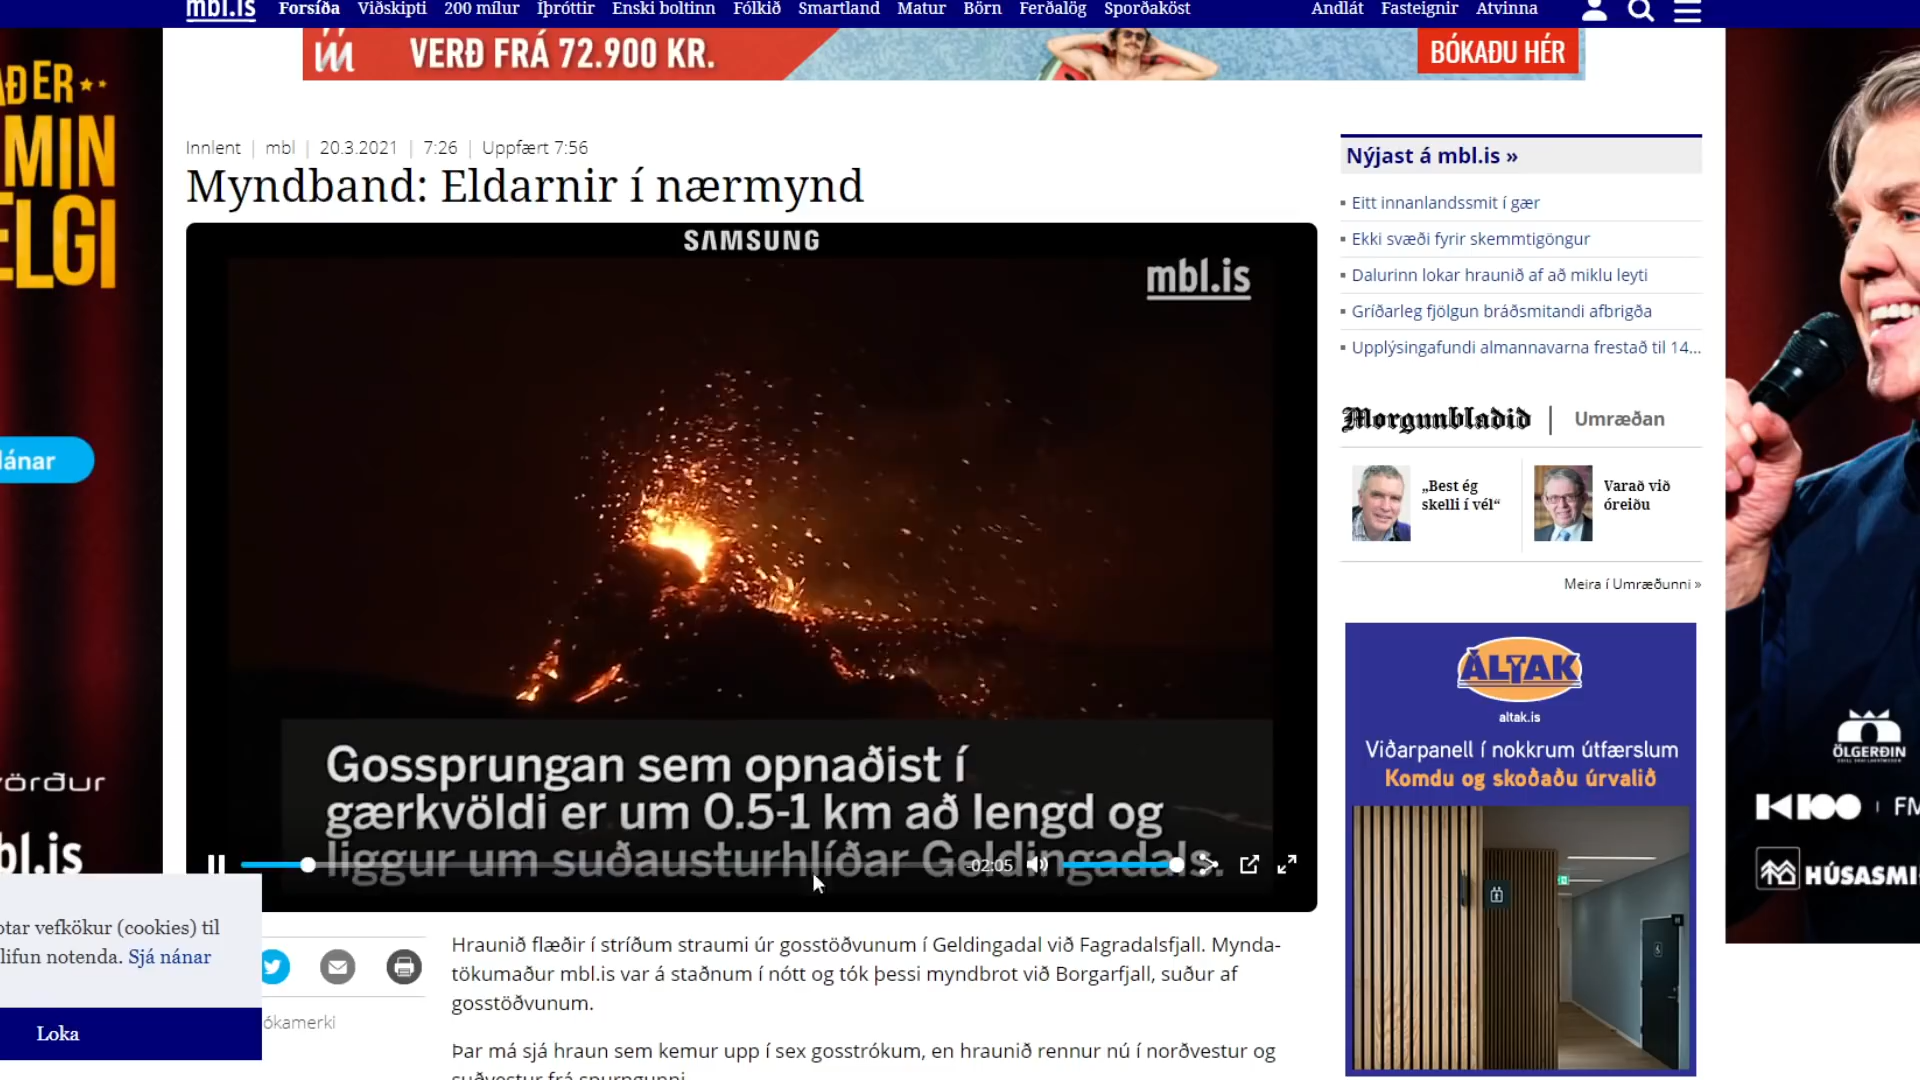 mbl.is
Forsíða Viðskipti 200 mílur Íþróttir Enski boltinn Fólkið Smartland Matur Börn Ferðalög Sporðaköst
Andlát Fasteignir Atvinna
VERÐ FRÁ 72.900 KR.
BÓKAÐU HÉR
Innlent | mbl | 20.3.2021 | 7:26 | Uppfært 7:56
Myndband: Eldarnir í nærmynd
SAMSUNG
mbl.is
Gossprungan sem opnaðist í
gærkvöldi er um 0.5-1 km að lengd og
liggur um suðausturhlíðar Geldingadals.
-02:05
Hraunið flæðir í stríðum straumi úr gosstöðvunum í Geldingadal við Fagradalsfjall. Mynda-
tökumaður mbl.is var á staðnum í nótt og tók þessi myndbrot við Borgarfjall, suður af
gosstöðvunum.
Þar má sjá hraun sem kemur upp í sex gosstrókum, en hraunið rennur nú í norðvestur og
Nýjast á mbl.is »
Eitt innanlandssmit í gær
Ekki svæði fyrir skemmtigöngur
Dalurinn lokar hraunið af að miklu leyti
Gríðarleg fjölgun bráðsmitandi afbrigða
Upplýsingafundi almannavarna frestað til 14...
Morgunblaðið | Umræðan
„Best ég
skelli í vél“
Varað við
óreiðu
Meira í Umræðunni »
ÁLTAK
altak.is
Viðarpanell í nokkrum útfærslum
Komdu og skoðaðu úrvalið
AÐ ER
MIN
ELGI
lánar
vörður
bl.is
otar vefkökur (cookies) til
lifun notenda. Sjá nánar
Loka
ókamerki
ÖLGERÐIN
K100 | FM
HÚSASMI